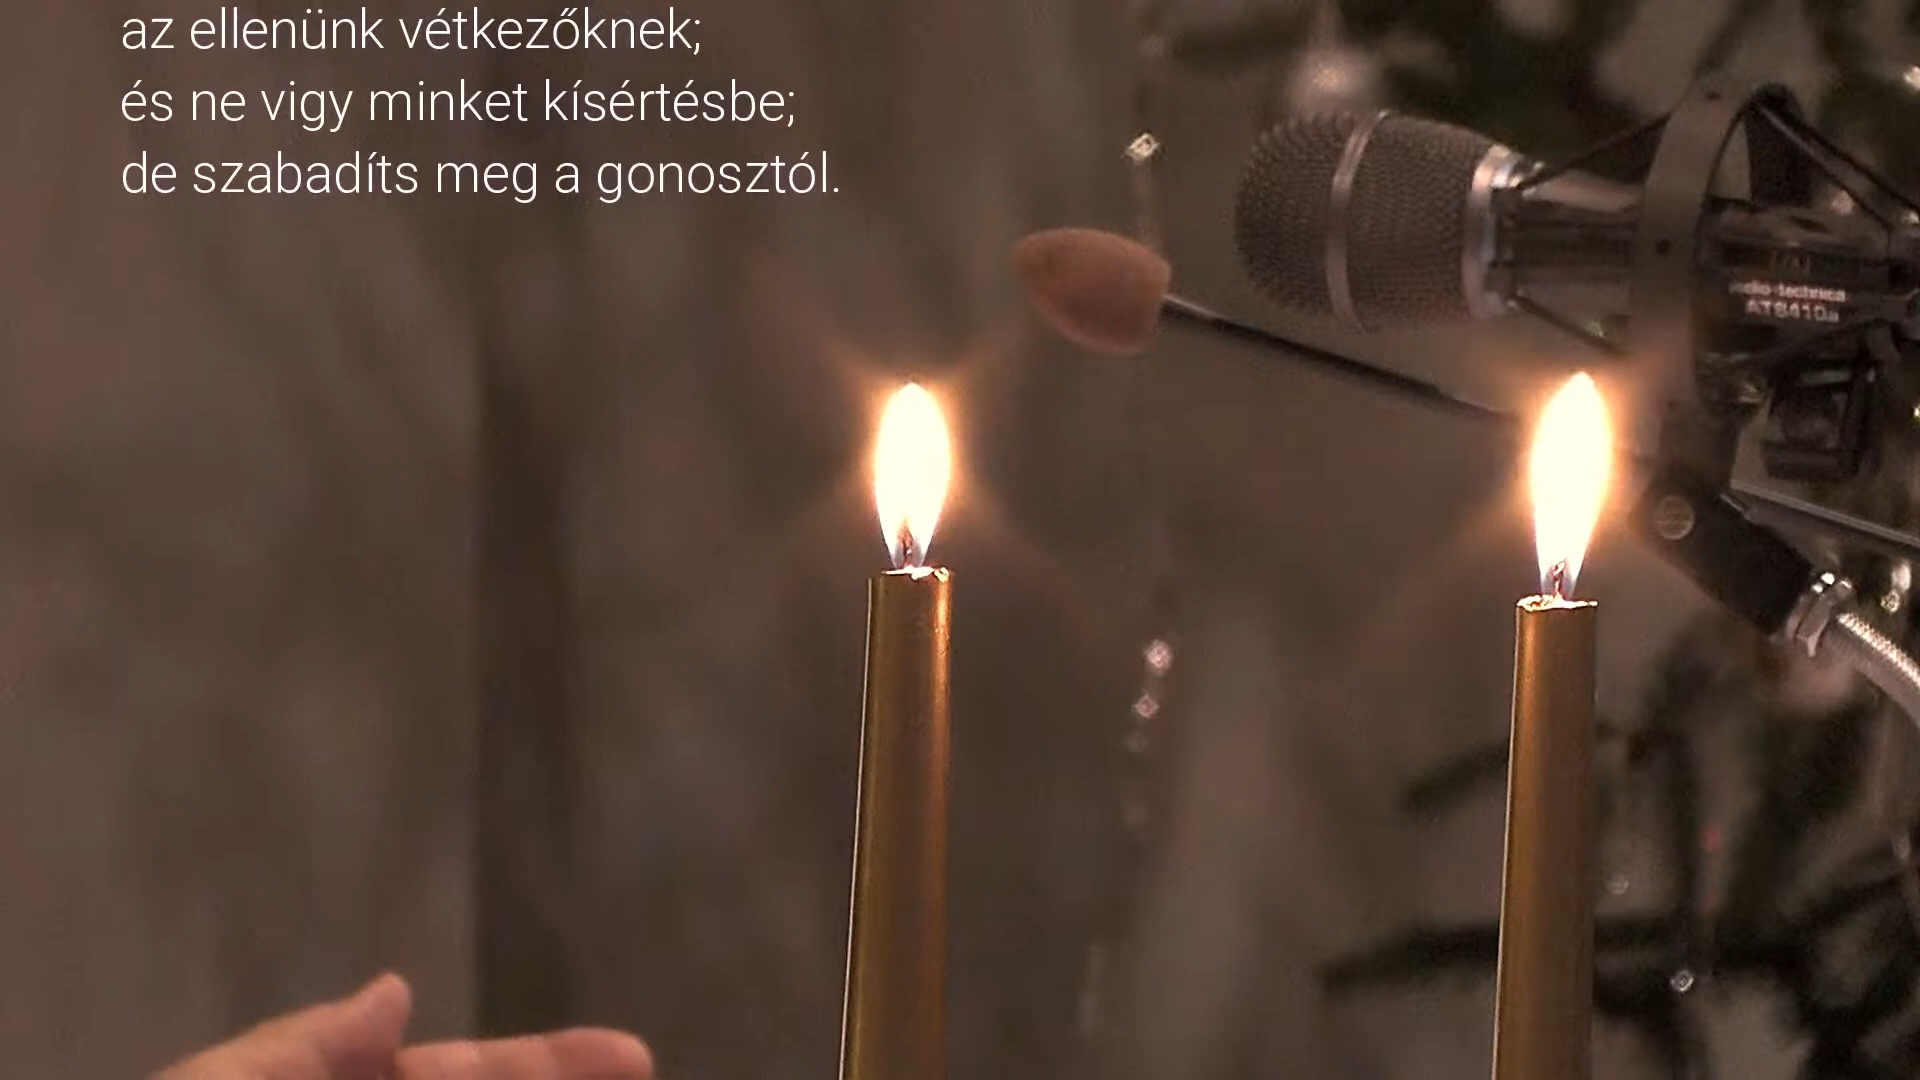 az ellenünk vétkezőknek;
és ne vigy minket kísértésbe;
de szabadíts meg a gonosztól.
audio-technica
AT8410a